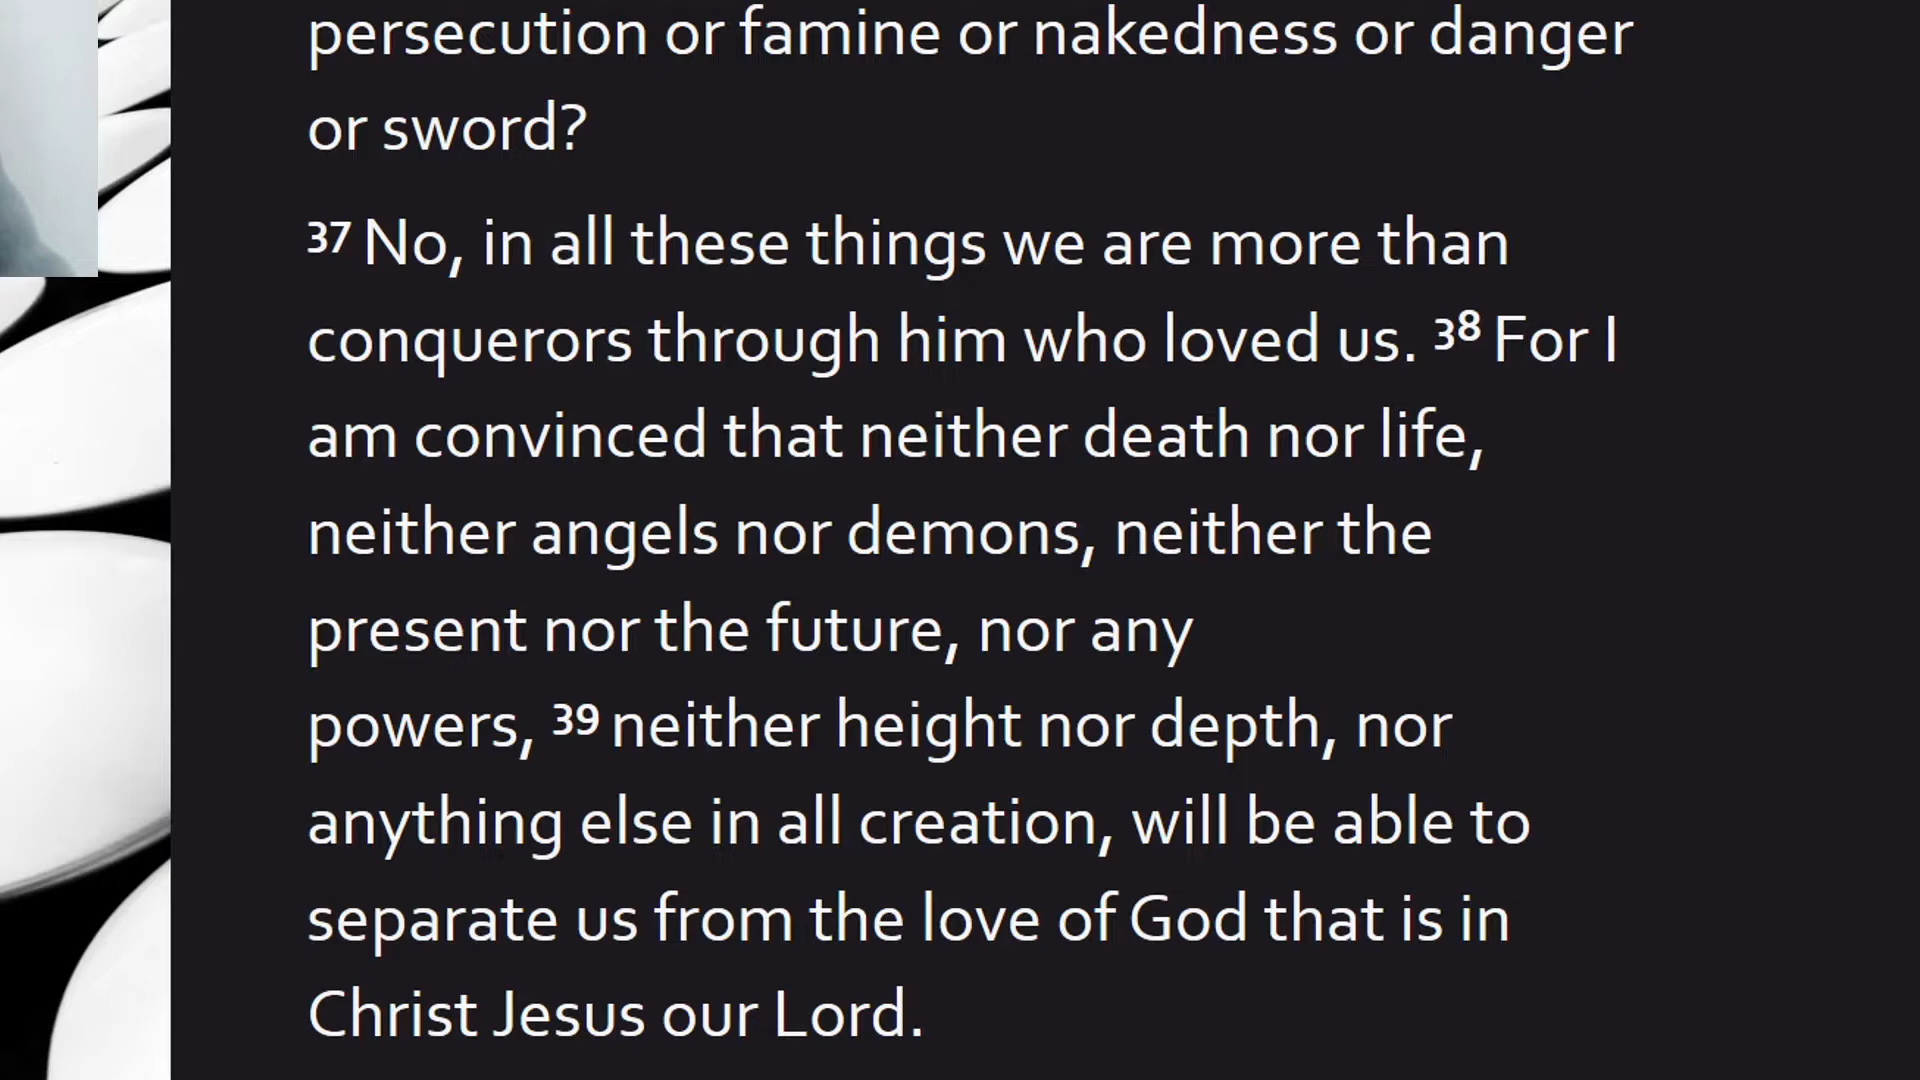 persecution or famine or nakedness or danger
or sword?
37 No, in all these things we are more than
conquerors through him who loved us. 38 For I
am convinced that neither death nor life,
neither angels nor demons, neither the
present nor the future, nor any
powers, 39 neither height nor depth, nor
anything else in all creation, will be able to
separate us from the love of God that is in
Christ Jesus our Lord.